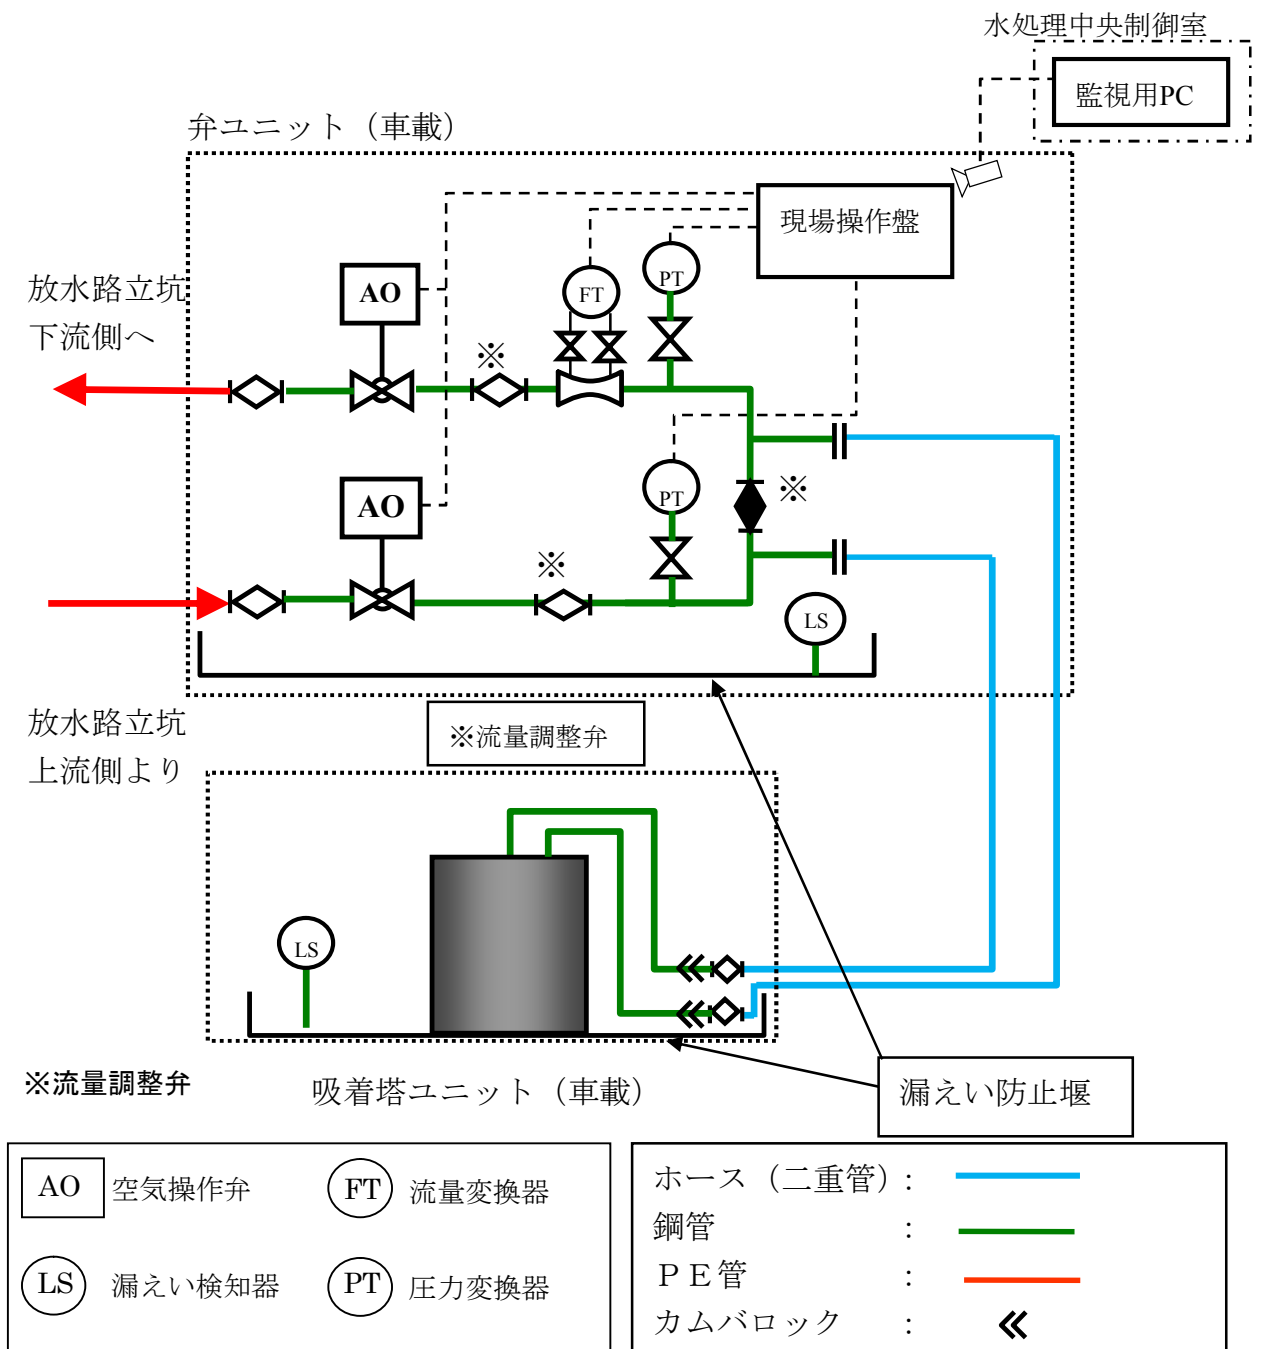 水処理中央制御室
監視用PC
弁ユニット（車載）
現場操作盤
放水路立坑
下流側へ
AO
FT
PT
※
AO
PT
※
※
LS
放水路立坑
上流側より
※流量調整弁
LS
※流量調整弁
吸着塔ユニット（車載）
漏えい防止堰
AO 空気操作弁
FT 流量変換器
LS 漏えい検知器
PT 圧力変換器
ホース（二重管）：
鋼管 ：
ＰＥ管 ：
カムバロック ：